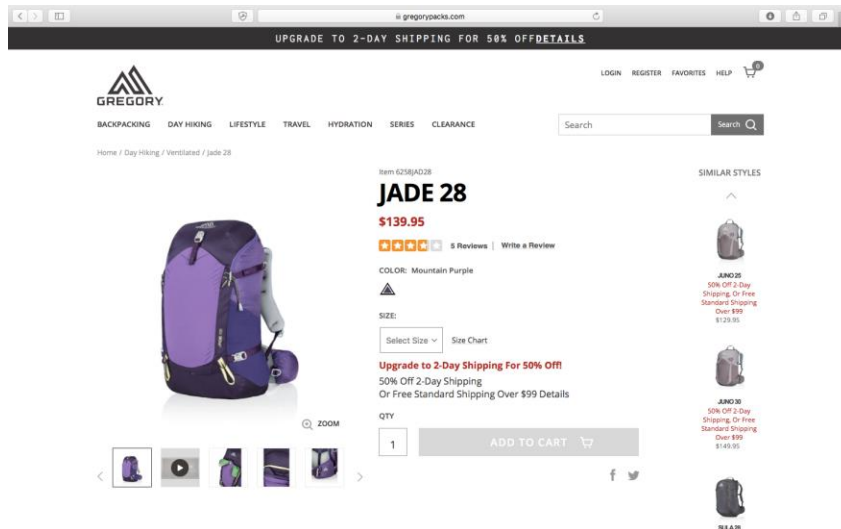 gregorypacks.com
0
UPGRADE TO 2-DAY SHIPPING FOR 50% OFFDETAILS
LOGIN REGISTER FAVORITES HELP 0
GREGORY
BACKPACKING DAY HIKING LIFESTYLE TRAVEL HYDRATION SERIES CLEARANCE
Search Search
Home / Day Hiking / Ventilated / Jade 28
Item 6258JAD28
JADE 28
$139.95
5 Reviews | Write a Review
COLOR: Mountain Purple
SIZE:
Select Size Size Chart
Upgrade to 2-Day Shipping For 50% Off!
50% Off 2-Day Shipping
Or Free Standard Shipping Over $99 Details
ZOOM
QTY
1 ADD TO CART
SIMILAR STYLES
JUNO 25
50% Off 2-Day
Shipping, Or Free
Standard Shipping
Over $99
$129.95
JUNO 30
50% Off 2-Day
Shipping, Or Free
Standard Shipping
Over $99
$149.95
SULA 28